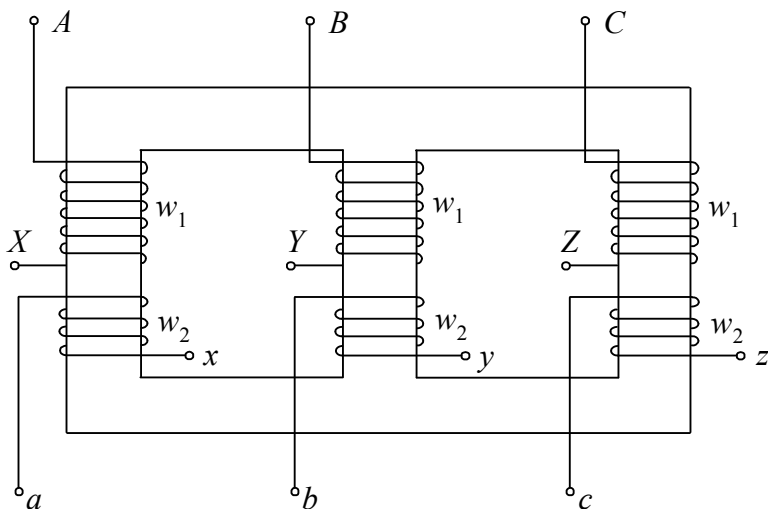 A B C
w₁ w₁ w₁
X Y Z
w₂ w₂ w₂
x y z
a b c